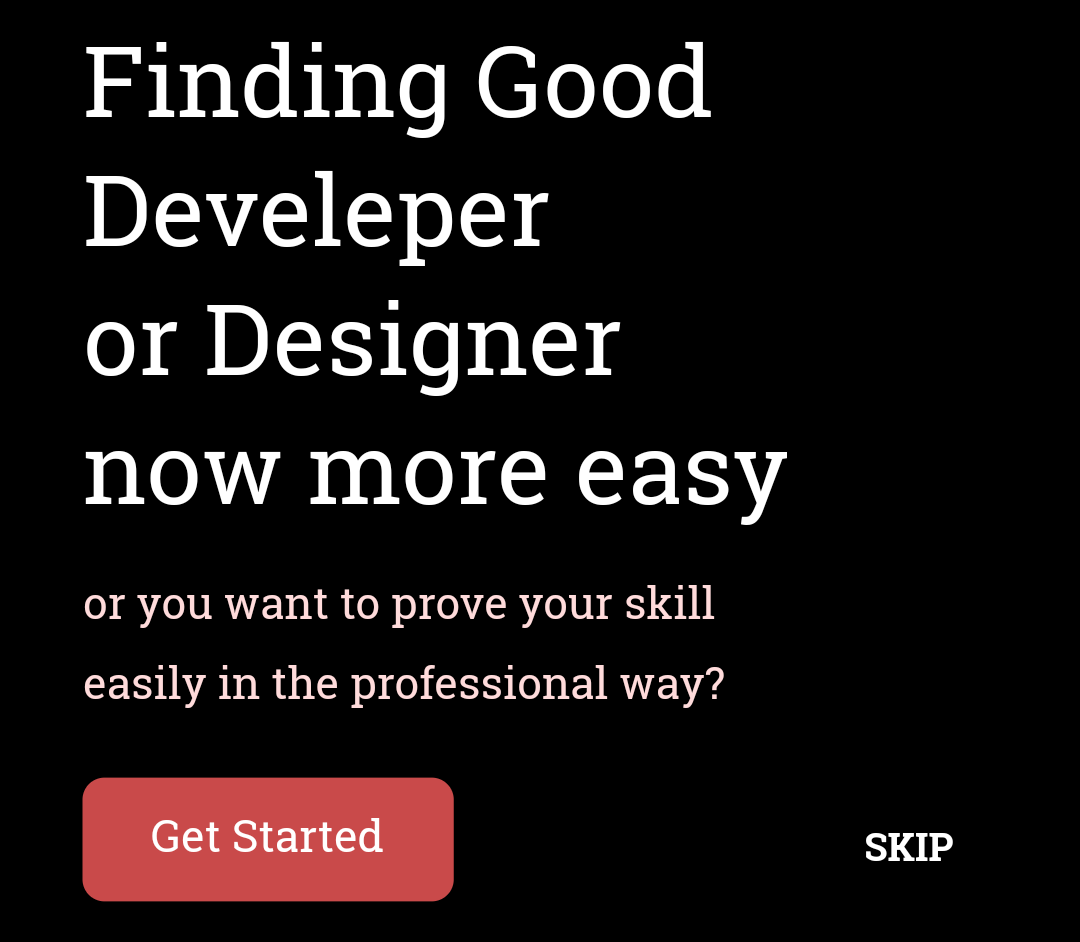 Finding Good
Develeper
or Designer
now more easy
or you want to prove your skill
easily in the professional way?
Get Started
SKIP